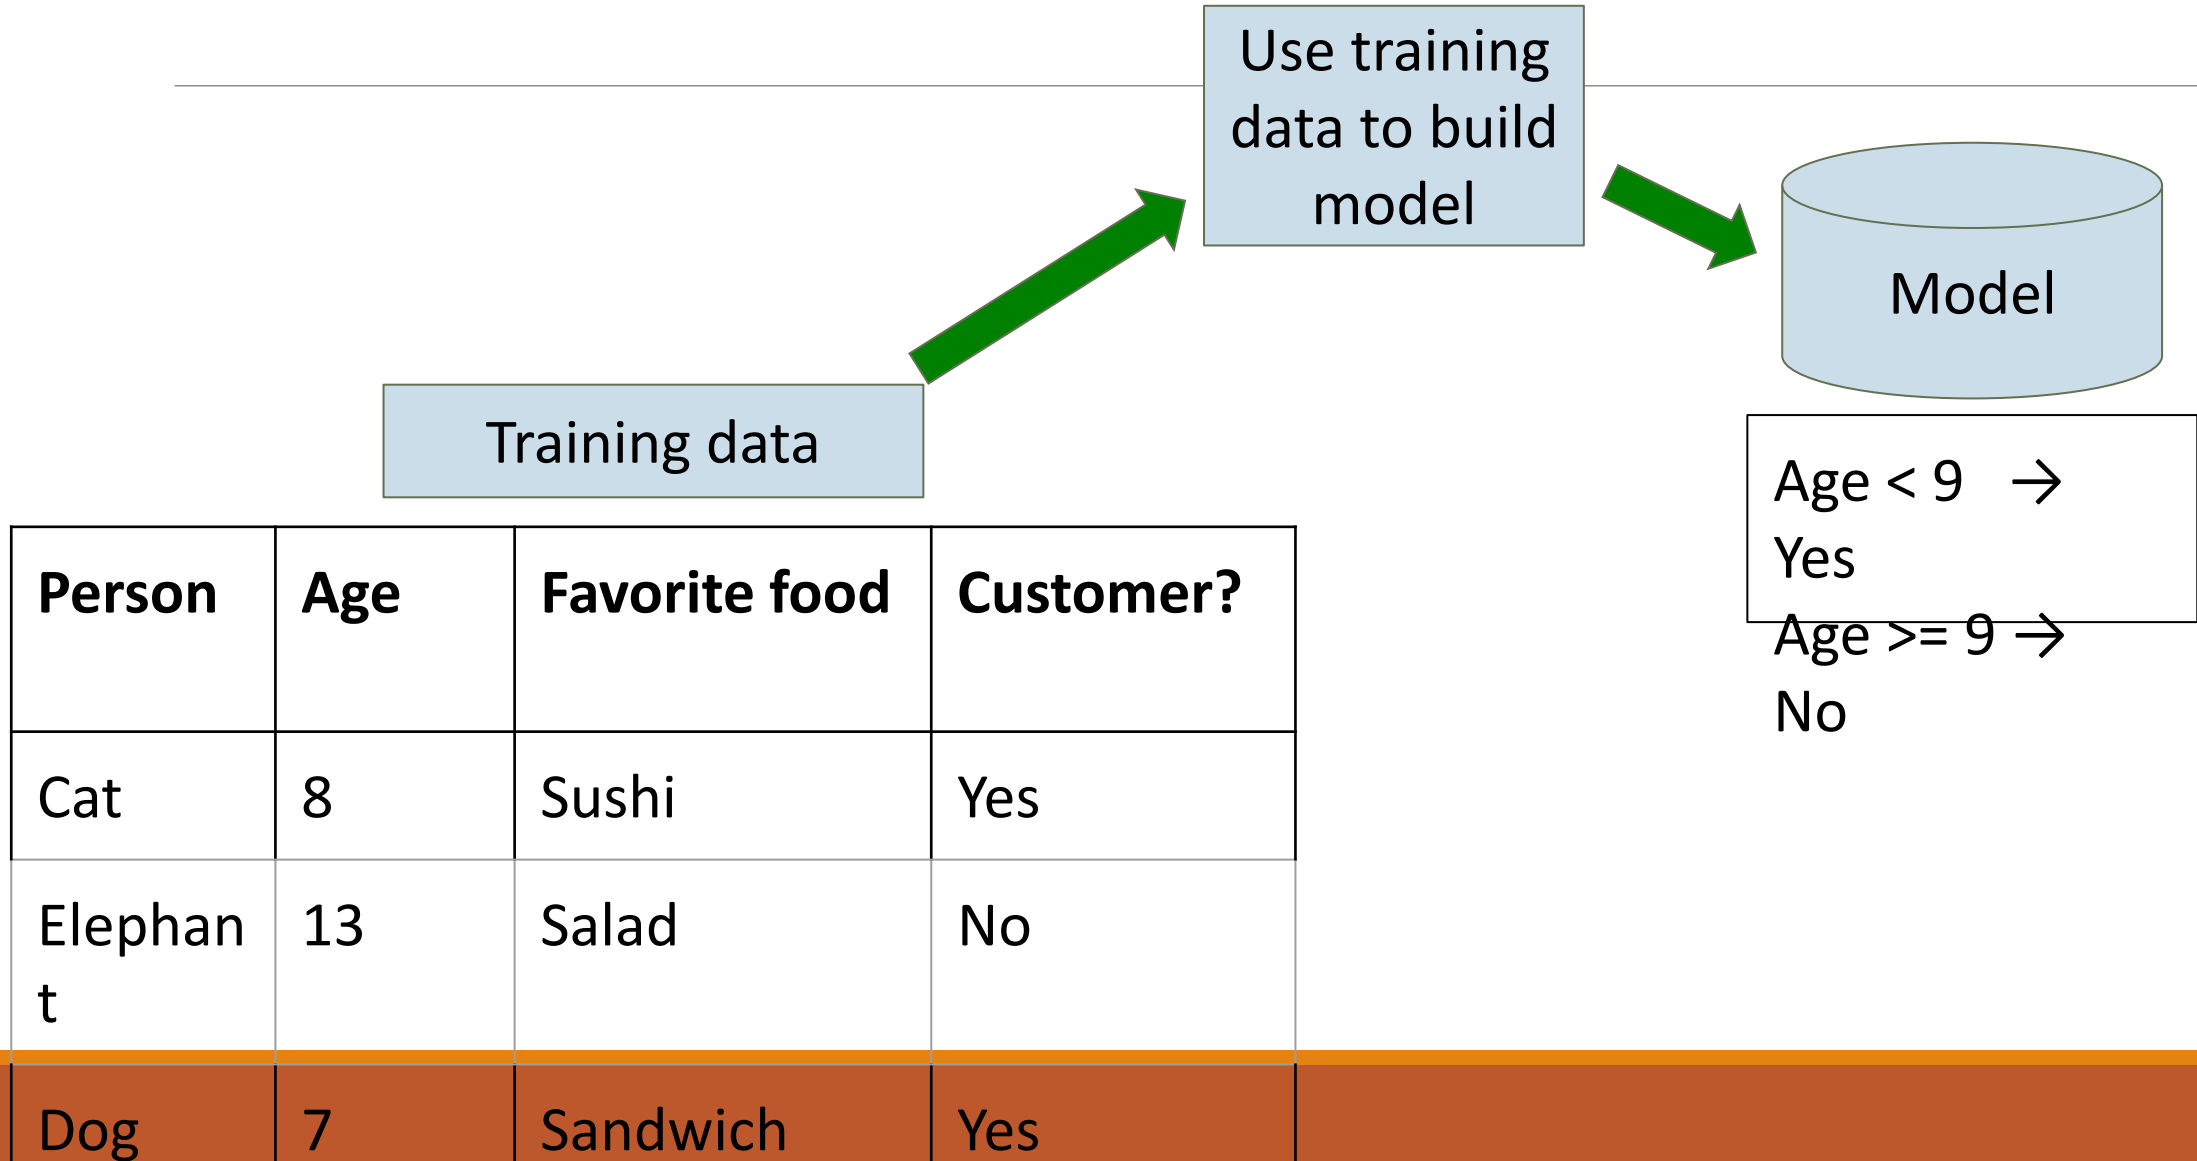 Use training
data to build
model
Model
Training data
Age < 9 →
Yes
Age >= 9 →
No
Person Age Favorite food Customer?
Cat 8 Sushi Yes
Elephan 13 Salad No
t
Dog 7 Sandwich Yes